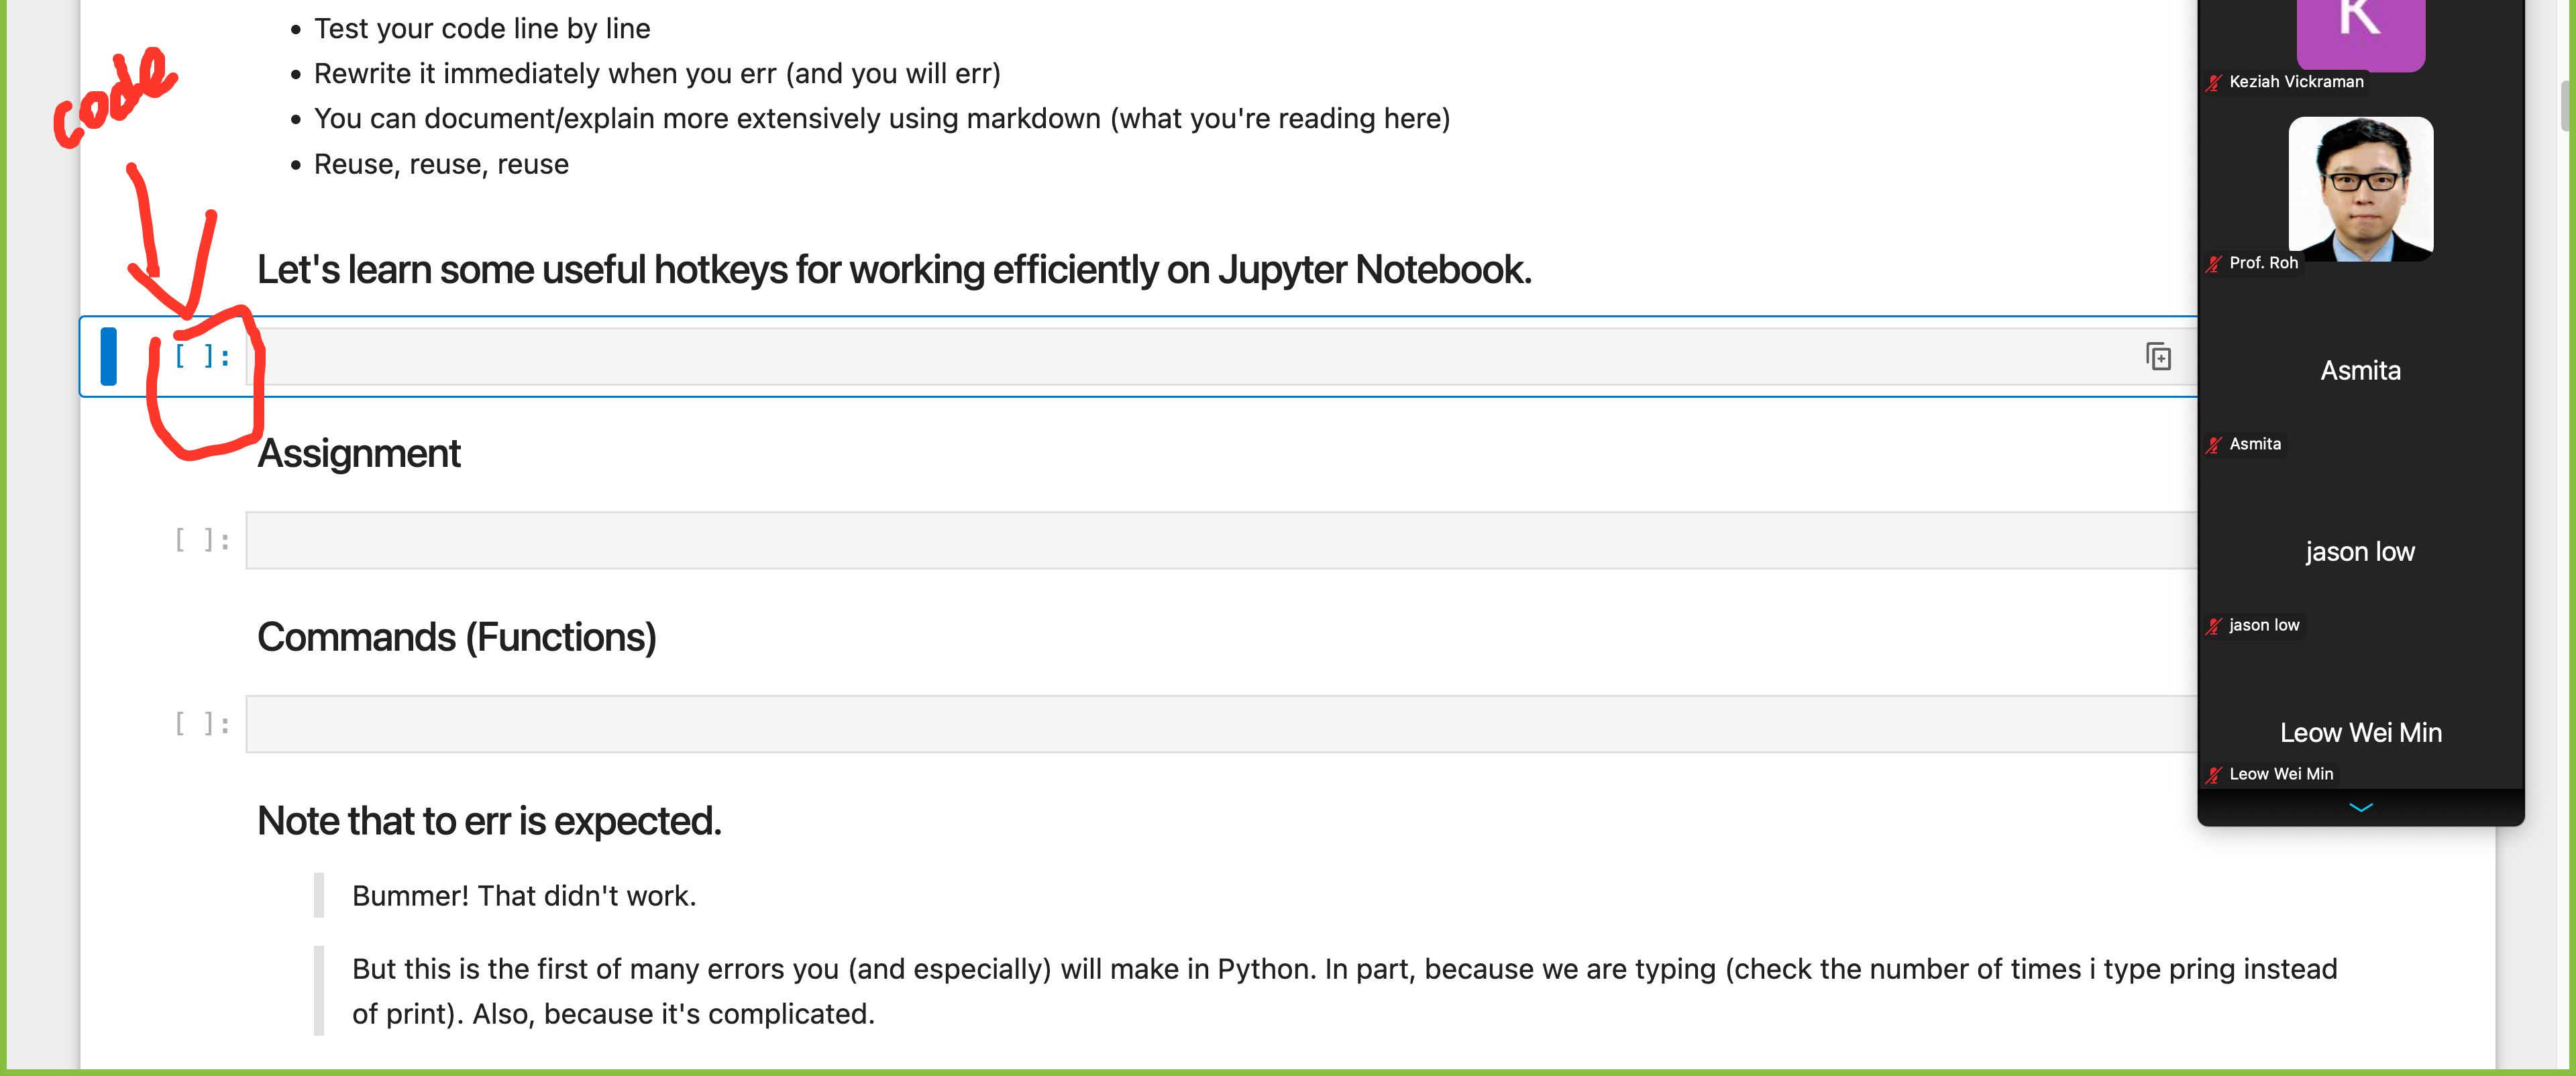 code
• Test your code line by line
• Rewrite it immediately when you err (and you will err)
• You can document/explain more extensively using markdown (what you're reading here)
• Reuse, reuse, reuse
Let's learn some useful hotkeys for working efficiently on Jupyter Notebook.
[ ]:
Assignment
[ ]:
Commands (Functions)
[ ]:
Note that to err is expected.
Bummer! That didn't work.
But this is the first of many errors you (and especially) will make in Python. In part, because we are typing (check the number of times i type pring instead
of print). Also, because it's complicated.
K
Keziah Vickraman
Prof. Roh
Asmita
Asmita
jason low
jason low
Leow Wei Min
Leow Wei Min